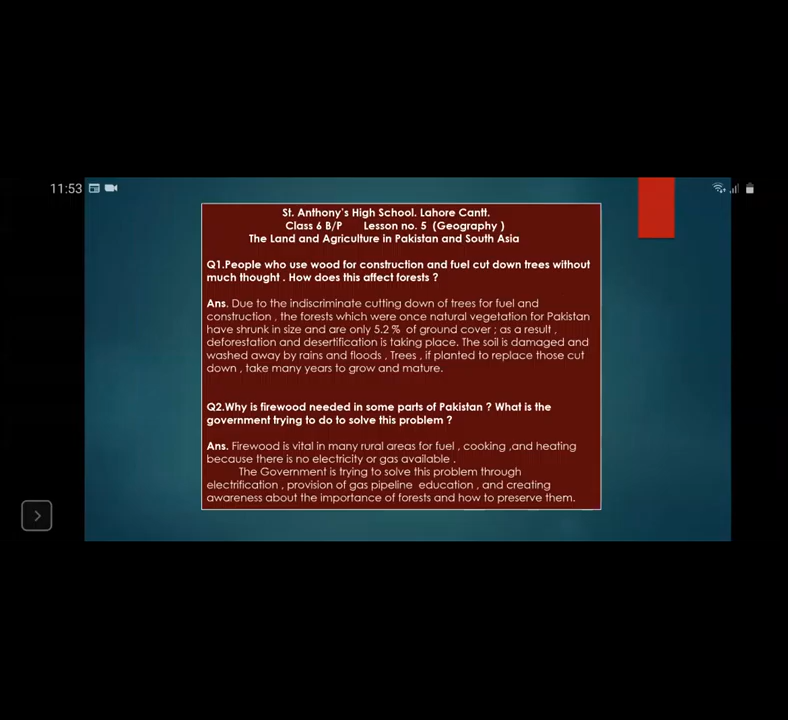 11:53
St. Anthony's High School. Lahore Cantt.
Class 6 B/P Lesson no. 5 (Geography )
The Land and Agriculture in Pakistan and South Asia
Q1.People who use wood for construction and fuel cut down trees without
much thought . How does this affect forests ?
Ans. Due to the indiscriminate cutting down of trees for fuel and
construction , the forests which were once natural vegetation for Pakistan
have shrunk in size and are only 5.2 % of ground cover ; as a result ,
deforestation and desertification is taking place. The soil is damaged and
washed away by rains and floods , Trees , if planted to replace those cut
down , take many years to grow and mature.
Q2.Why is firewood needed in some parts of Pakistan ? What is the
government trying to do to solve this problem ?
Ans. Firewood is vital in many rural areas for fuel , cooking ,and heating
because there is no electricity or gas available .
The Government is trying to solve this problem through
electrification , provision of gas pipeline education , and creating
awareness about the importance of forests and how to preserve them.